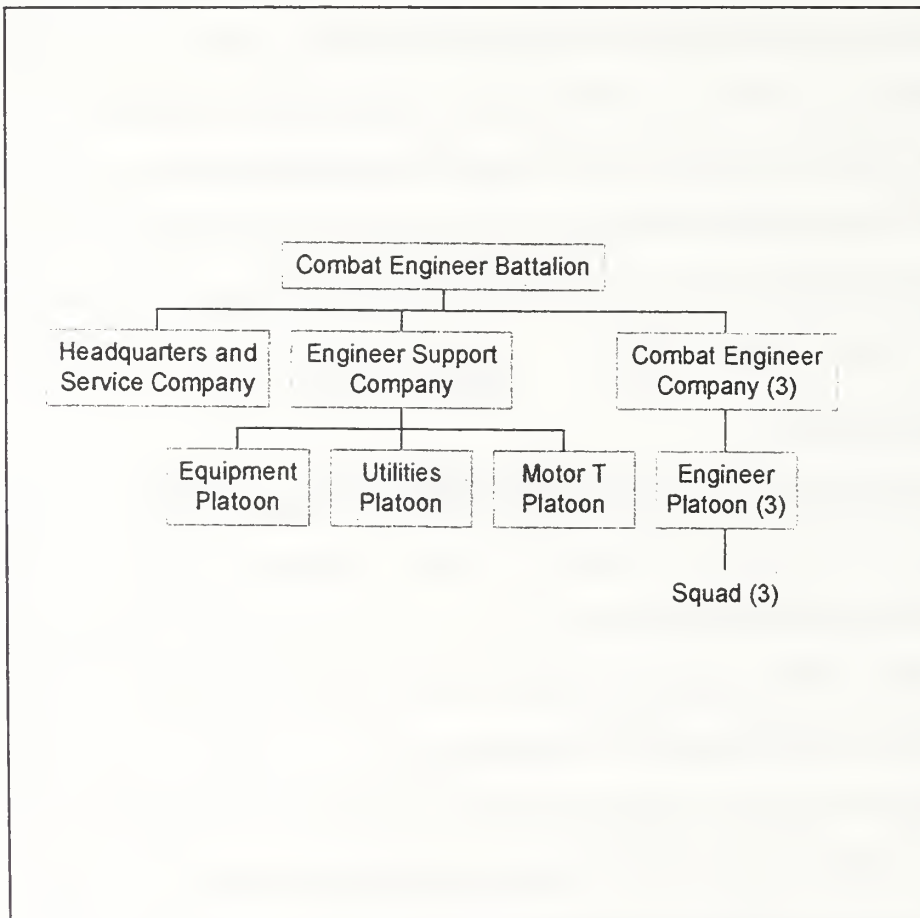 Combat Engineer Battalion
Headquarters and
Service Company
Engineer Support
Company
Combat Engineer
Company (3)
Equipment
Platoon
Utilities
Platoon
Motor T
Platoon
Engineer
Platoon (3)
Squad (3)